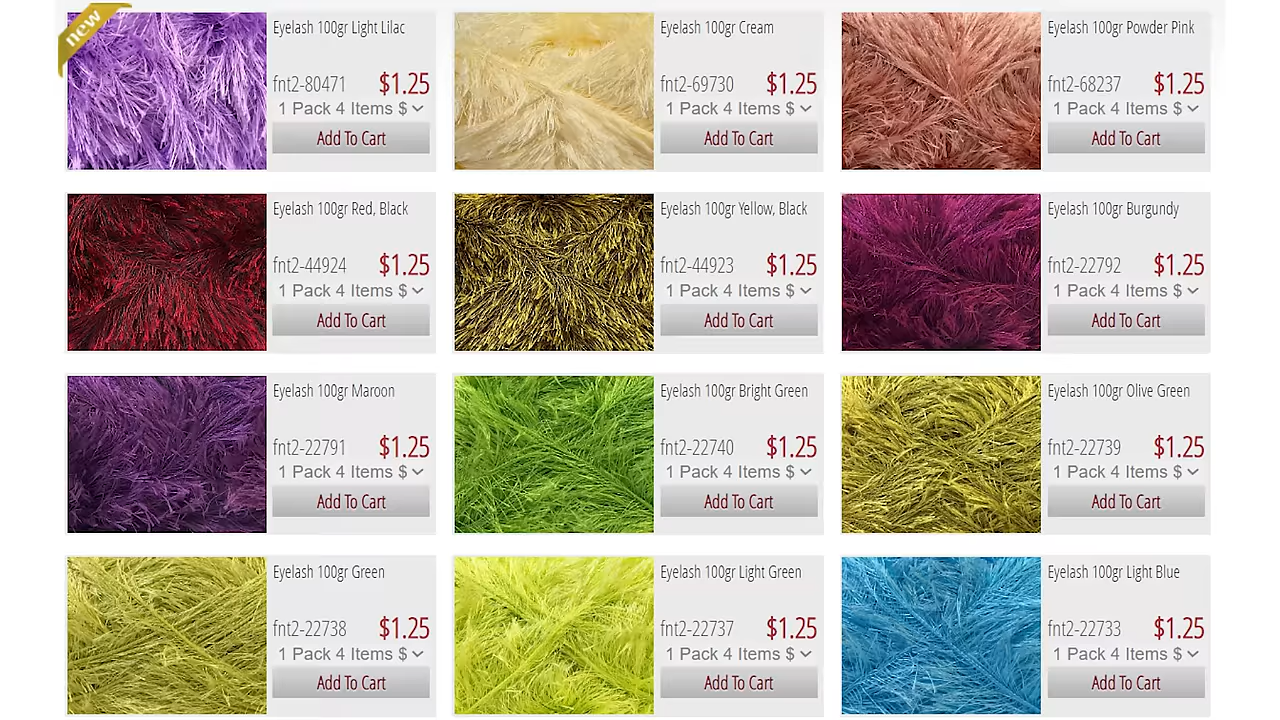 new
Eyelash 100gr Light Lilac
fnt2-80471 $1.25
1 Pack 4 Items $
Add To Cart
Eyelash 100gr Cream
fnt2-69730 $1.25
1 Pack 4 Items $
Add To Cart
Eyelash 100gr Powder Pink
fnt2-68237 $1.25
1 Pack 4 Items $
Add To Cart
Eyelash 100gr Red, Black
fnt2-44924 $1.25
1 Pack 4 Items $
Add To Cart
Eyelash 100gr Yellow, Black
fnt2-44923 $1.25
1 Pack 4 Items $
Add To Cart
Eyelash 100gr Burgundy
fnt2-22792 $1.25
1 Pack 4 Items $
Add To Cart
Eyelash 100gr Maroon
fnt2-22791 $1.25
1 Pack 4 Items $
Add To Cart
Eyelash 100gr Bright Green
fnt2-22740 $1.25
1 Pack 4 Items $
Add To Cart
Eyelash 100gr Olive Green
fnt2-22739 $1.25
1 Pack 4 Items $
Add To Cart
Eyelash 100gr Green
fnt2-22738 $1.25
1 Pack 4 Items $
Add To Cart
Eyelash 100gr Light Green
fnt2-22737 $1.25
1 Pack 4 Items $
Add To Cart
Eyelash 100gr Light Blue
fnt2-22733 $1.25
1 Pack 4 Items $
Add To Cart